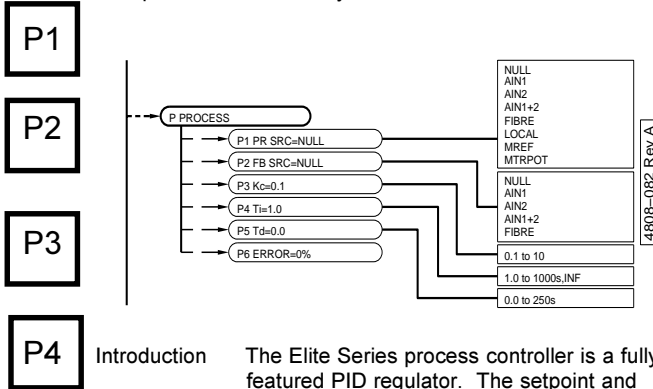 P1
P2
P3
P4
P PROCESS
P1 PR SRC=NULL
P2 FB SRC=NULL
P3 Kc=0.1
P4 Ti=1.0
P5 Td=0.0
P6 ERROR=0%
NULL
AIN1
AIN2
AIN1+2
FIBRE
LOCAL
MREF
MTRPOT
NULL
AIN1
AIN2
AIN1+2
FIBRE
0.1 to 10
1.0 to 1000s,INF
0.0 to 250s
4808–082 Rev A
Introduction
The Elite Series process controller is a fully
featured PID regulator. The setpoint and